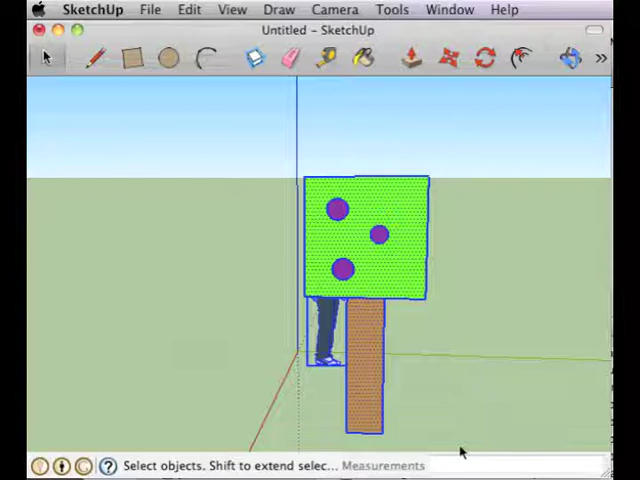 SketchUp File Edit View Draw Camera Tools Window Help
Untitled - SketchUp
Select objects. Shift to extend selec... Measurements